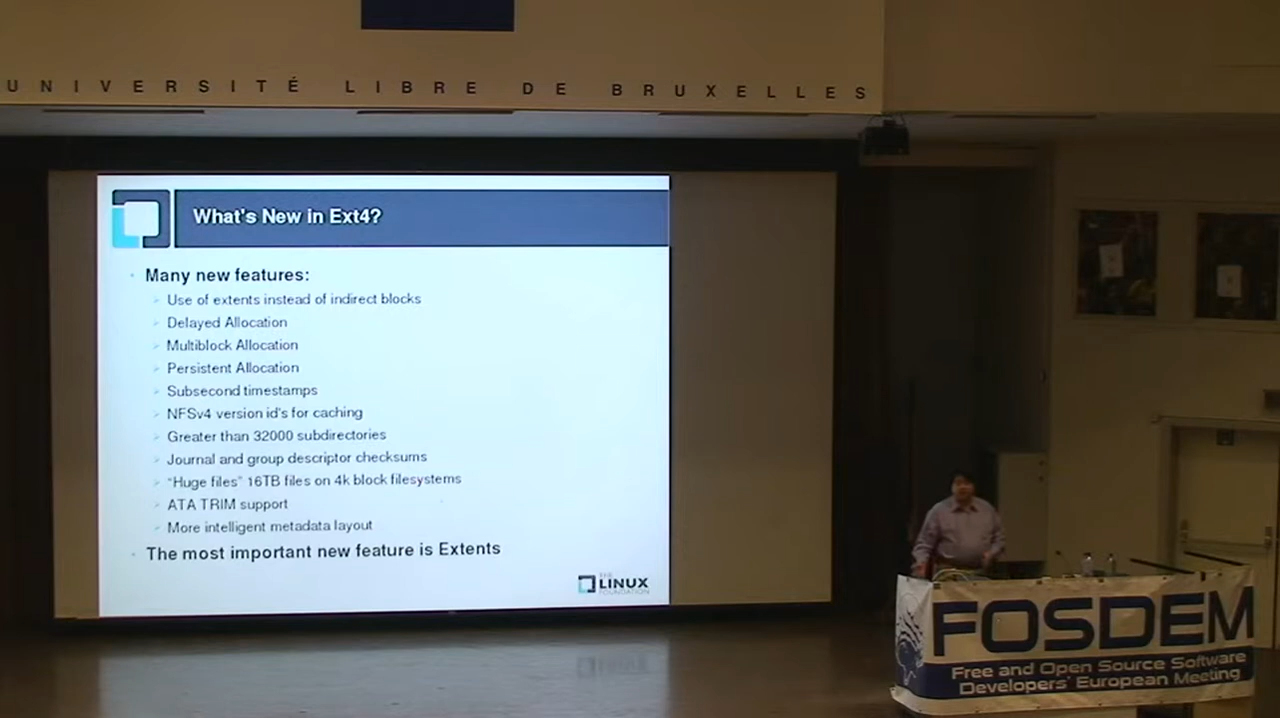 UNIVERSITÉ LIBRE DE BRUXELLES
What's New in Ext4?
Many new features:
Use of extents instead of indirect blocks
Delayed Allocation
Multiblock Allocation
Persistent Allocation
Subsecond timestamps
NFSv4 version id's for caching
Greater than 32000 subdirectories
Journal and group descriptor checksums
"Huge files" 16TB files on 4k block filesystems
ATA TRIM support
More intelligent metadata layout
The most important new feature is Extents
THE
LINUX
FOUNDATION
FOSDEM
Free and Open Source Software
Developers' European Meeting